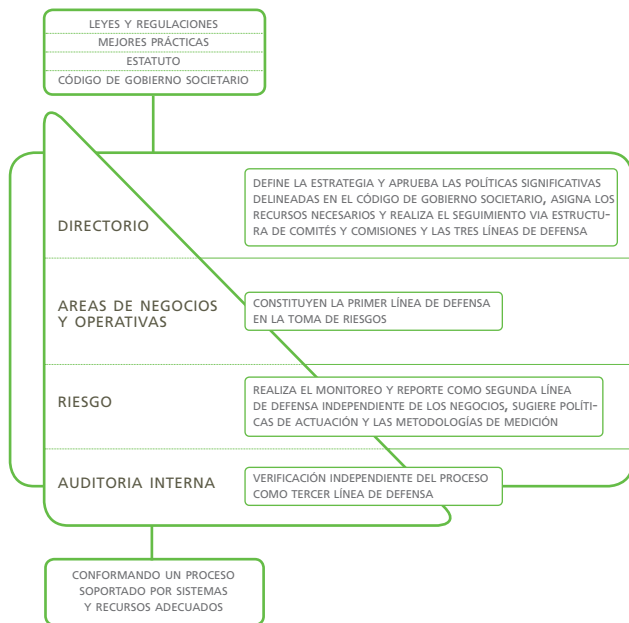 LEYES Y REGULACIONES
MEJORES PRÁCTICAS
ESTATUTO
CÓDIGO DE GOBIERNO SOCIETARIO
DIRECTORIO
DEFINE LA ESTRATEGIA Y APRUEBA LAS POLÍTICAS SIGNIFICATIVAS
DELINEADAS EN EL CÓDIGO DE GOBIERNO SOCIETARIO, ASIGNA LOS
RECURSOS NECESARIOS Y REALIZA EL SEGUIMIENTO VIA ESTRUCTU-
RA DE COMITÉS Y COMISIONES Y LAS TRES LÍNEAS DE DEFENSA
AREAS DE NEGOCIOS
Y OPERATIVAS
CONSTITUYEN LA PRIMER LÍNEA DE DEFENSA
EN LA TOMA DE RIESGOS
RIESGO
REALIZA EL MONITOREO Y REPORTE COMO SEGUNDA LÍNEA
DE DEFENSA INDEPENDIENTE DE LOS NEGOCIOS, SUGIERE POLÍTI-
CAS DE ACTUACIÓN Y LAS METODOLOGÍAS DE MEDICIÓN
AUDITORIA INTERNA
VERIFICACIÓN INDEPENDIENTE DEL PROCESO
COMO TERCER LÍNEA DE DEFENSA
CONFORMANDO UN PROCESO
SOPORTADO POR SISTEMAS
Y RECURSOS ADECUADOS